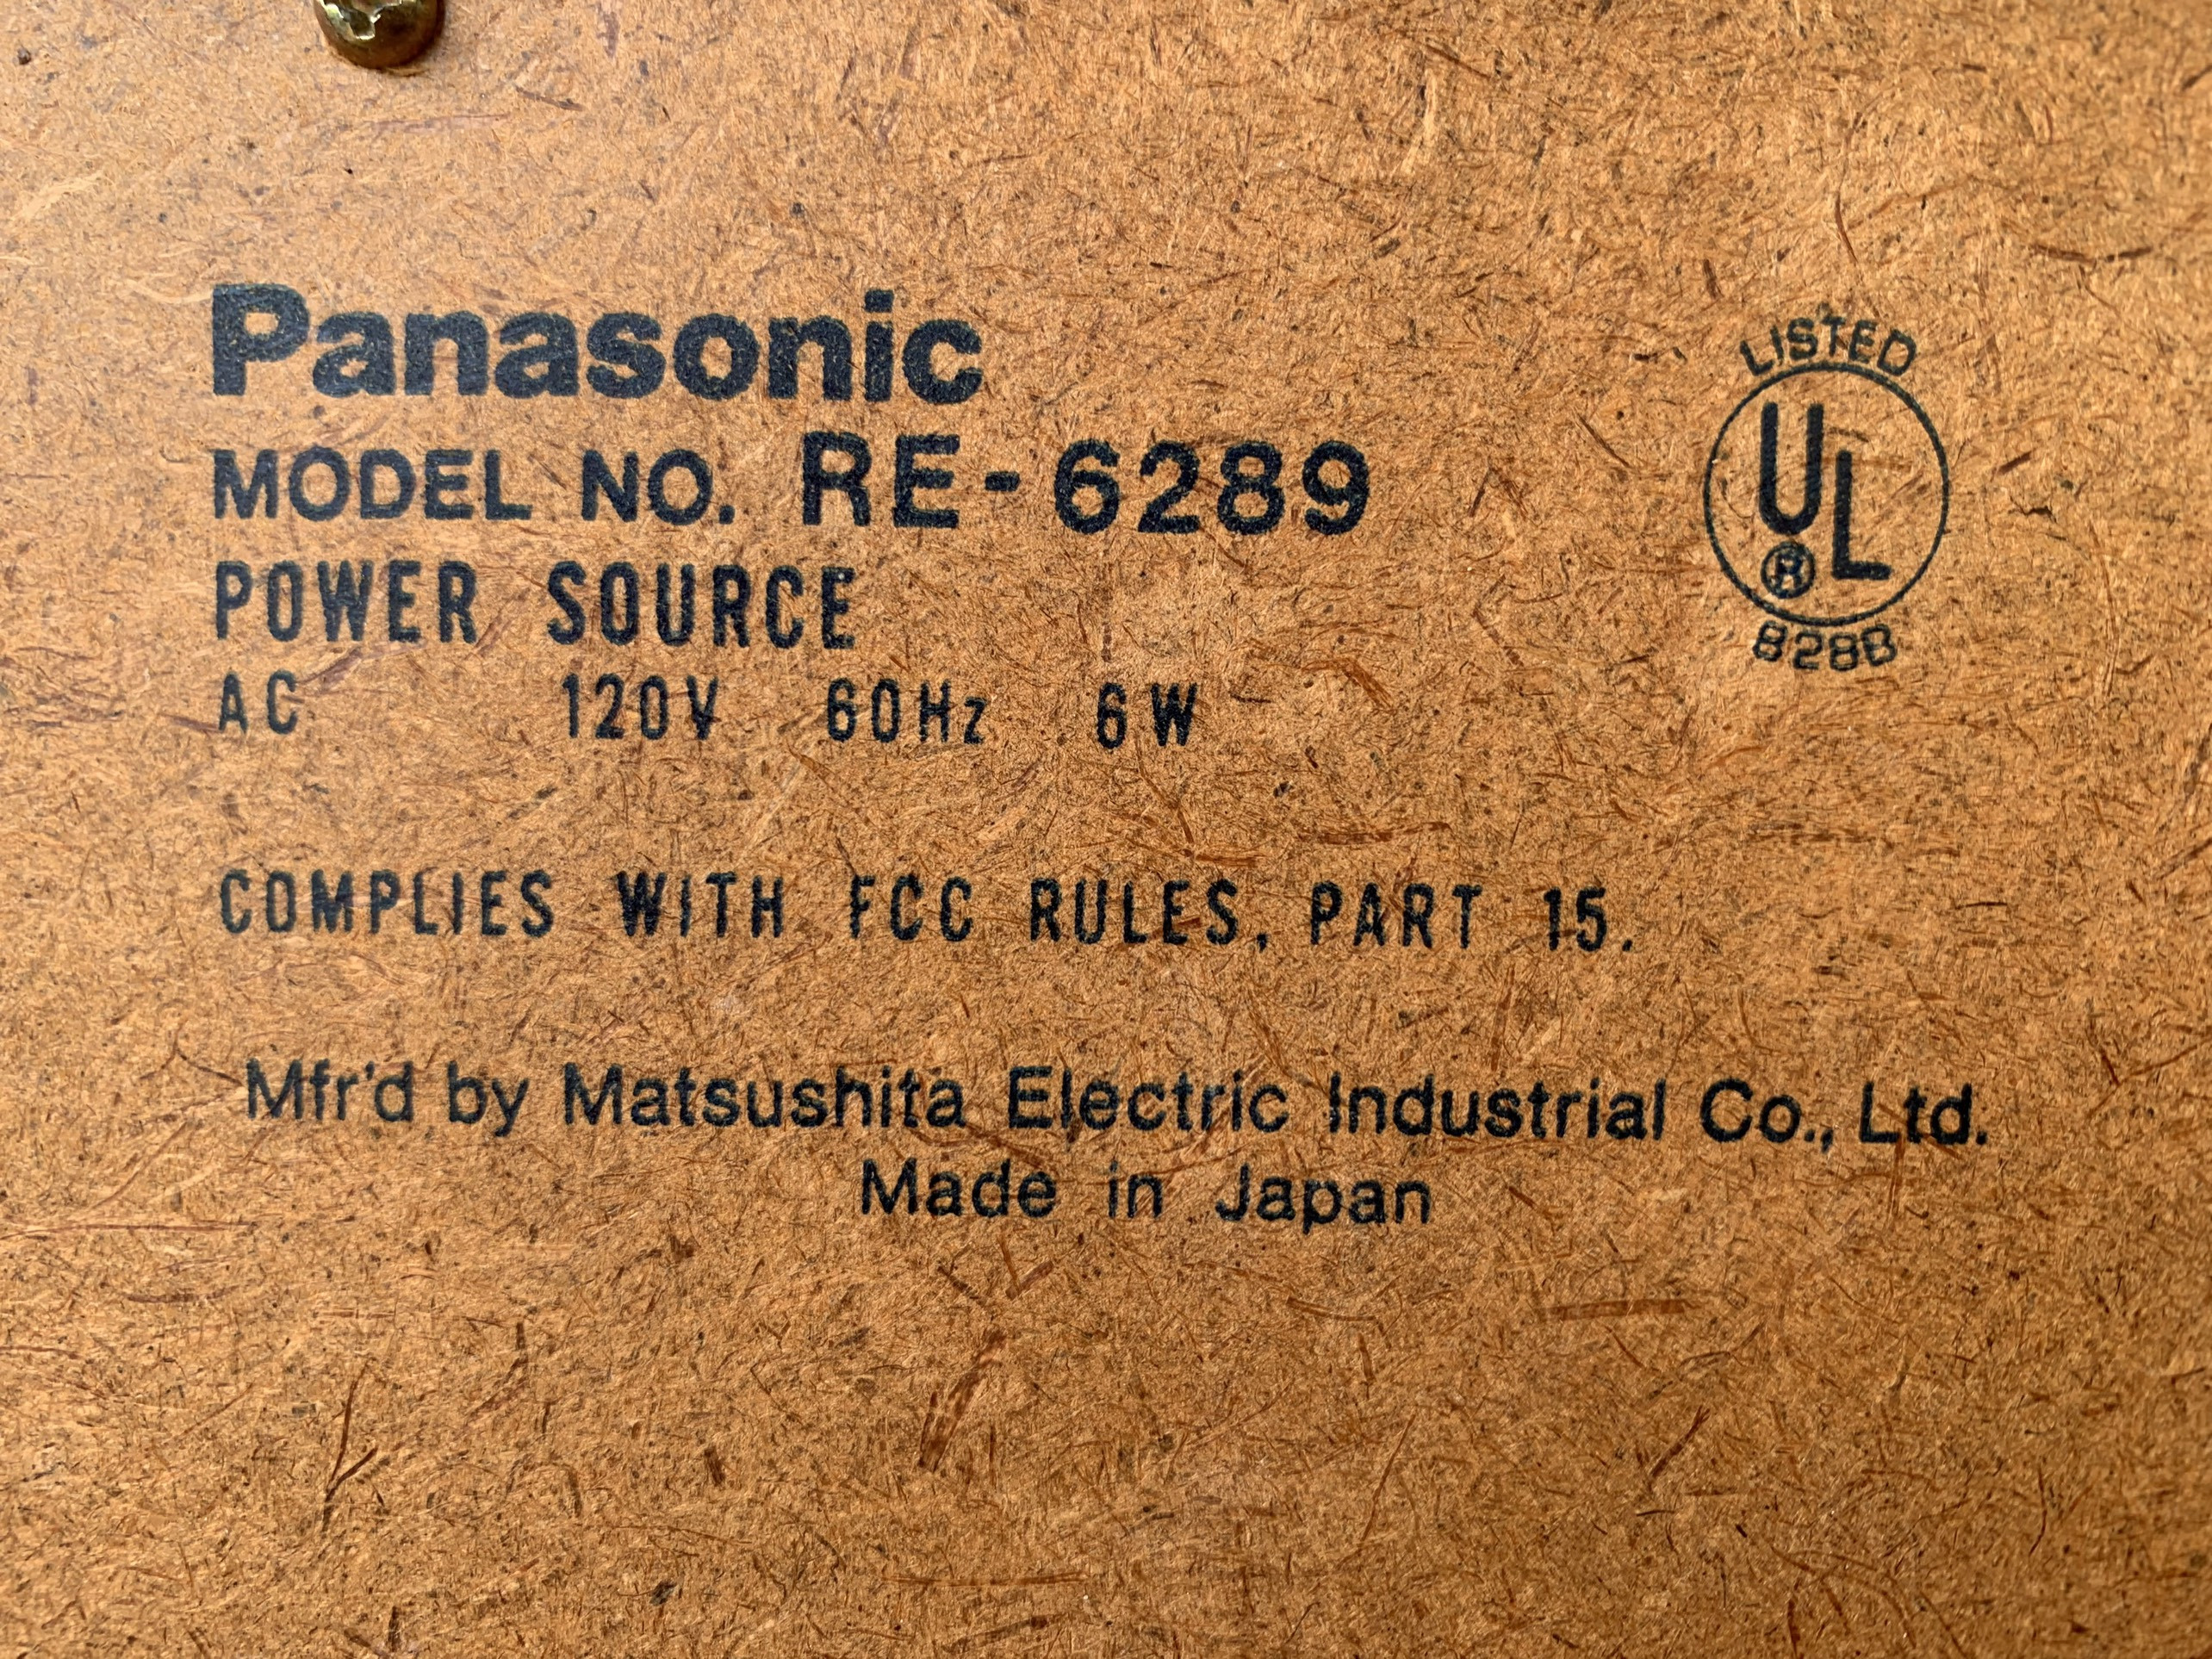 Panasonic
MODEL NO. RE-6289
POWER SOURCE
AC 120V 60Hz 6W
LISTED
UL
®
828B
COMPLIES WITH FCC RULES, PART 15.
Mfr'd by Matsushita Electric Industrial Co., Ltd.
Made in Japan